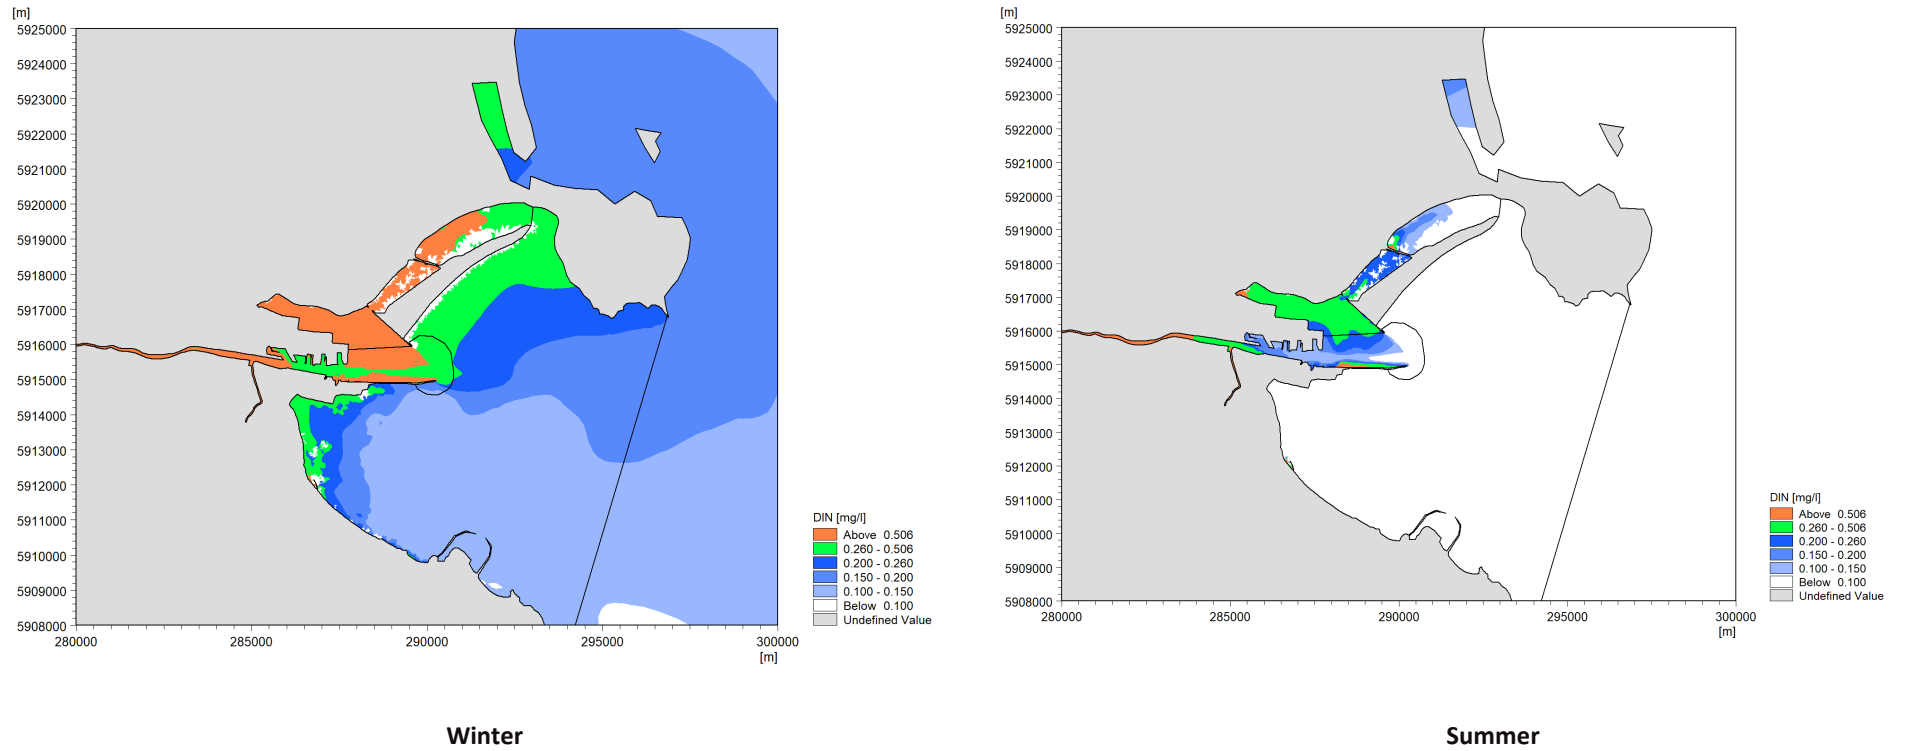 [m]
5925000
5924000
5923000
5922000
5921000
5920000
5919000
5918000
5917000
5916000
5915000
5914000
5913000
5912000
5911000
5910000
5909000
5908000
280000 285000 290000 295000 300000
[m]
DIN [mg/l]
Above 0.506
0.260 - 0.506
0.200 - 0.260
0.150 - 0.200
0.100 - 0.150
Below 0.100
Undefined Value
Winter
[m]
5925000
5924000
5923000
5922000
5921000
5920000
5919000
5918000
5917000
5916000
5915000
5914000
5913000
5912000
5911000
5910000
5909000
5908000
280000 285000 290000 295000 300000
[m]
DIN [mg/l]
Above 0.506
0.260 - 0.506
0.200 - 0.260
0.150 - 0.200
0.100 - 0.150
Below 0.100
Undefined Value
Summer